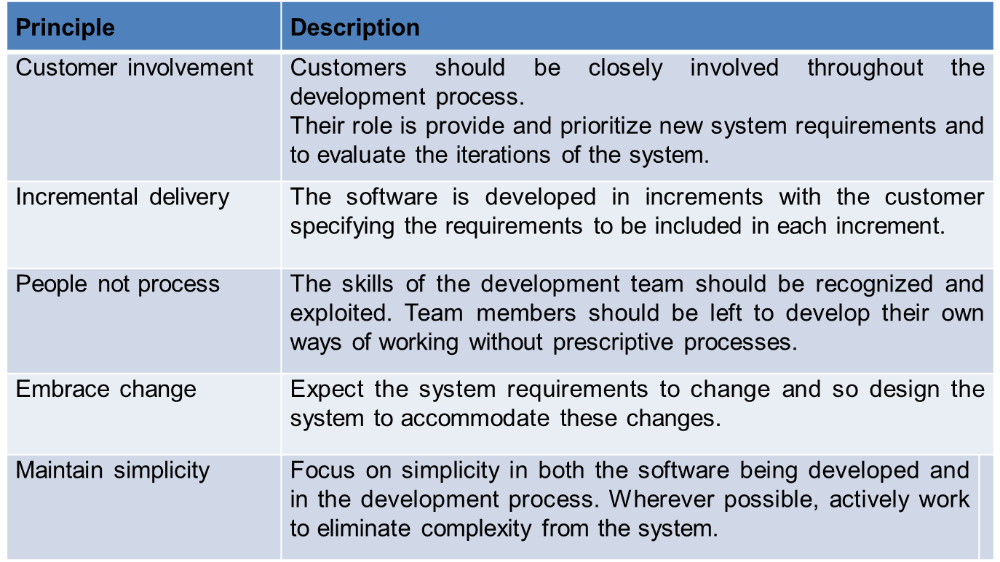 Principle
Description
Customer involvement
Customers should be closely involved throughout the
development process.
Their role is provide and prioritize new system requirements and
to evaluate the iterations of the system.
Incremental delivery
The software is developed in increments with the customer
specifying the requirements to be included in each increment.
People not process
The skills of the development team should be recognized and
exploited. Team members should be left to develop their own
ways of working without prescriptive processes.
Embrace change
Expect the system requirements to change and so design the
system to accommodate these changes.
Maintain simplicity
Focus on simplicity in both the software being developed and
in the development process. Wherever possible, actively work
to eliminate complexity from the system.